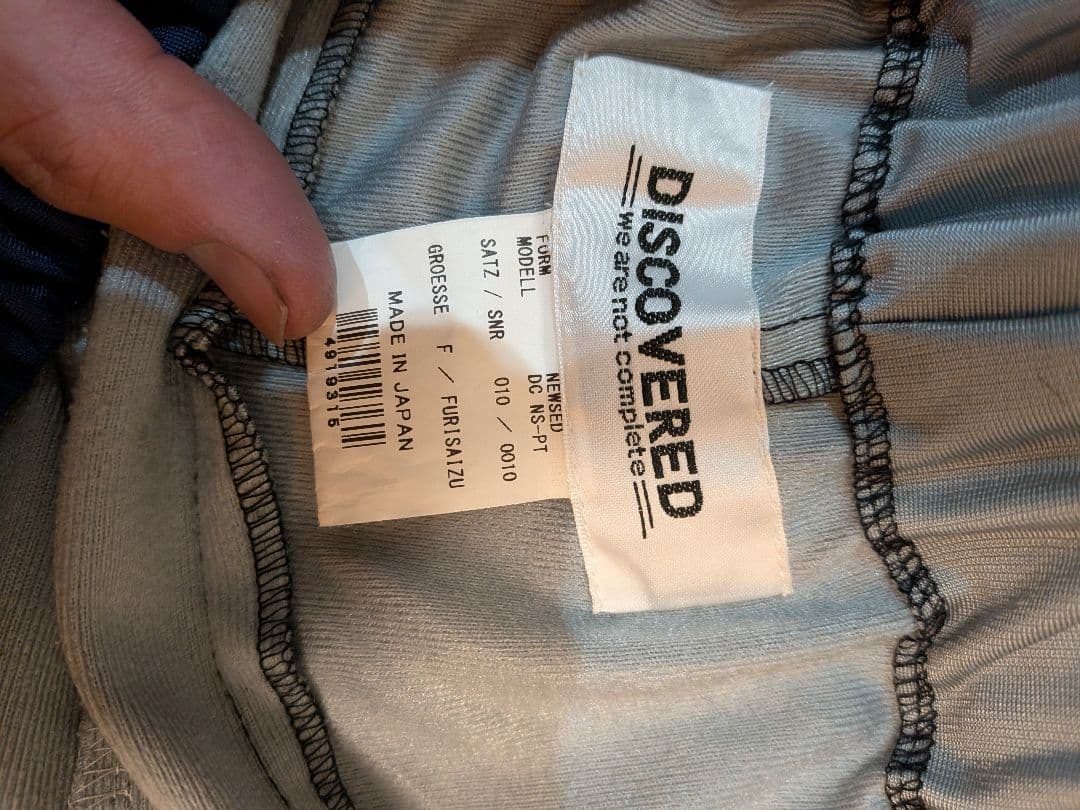 DISCOVERED
we are not complete
FORM NEWSED
MODELL DC NS-PT
SATZ / SNR 010 / 0010
GROESSE F / FURISAIZU
MADE IN JAPAN
4919315